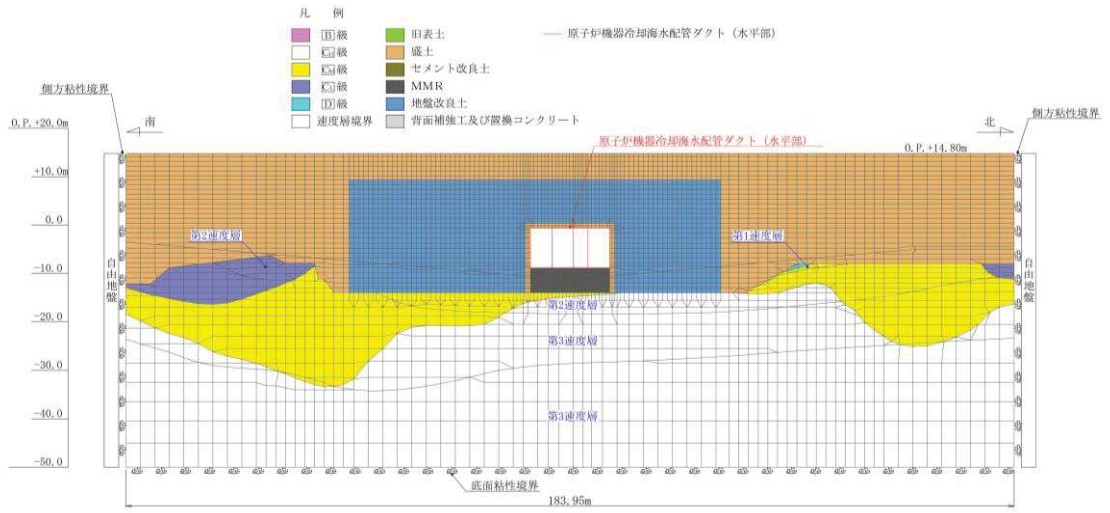 凡 例
B級
CH級
CM級
CL級
D級
速度層境界
旧表土
盛土
セメント改良土
MMR
地盤改良土
背面補強工及び置換コンクリート
原子炉機器冷却海水配管ダクト（水平部）
側方粘性境界
側方粘性境界
O.P.+20.0m
南
北
原子炉機器冷却海水配管ダクト（水平部）
O.P.+14.80m
+10.0m
0.0
-10.0
-20.0
-30.0
-40.0
-50.0
第2速度層
第1速度層
自由地盤
自由地盤
第2速度層
第3速度層
第3速度層
底面粘性境界
183.95m